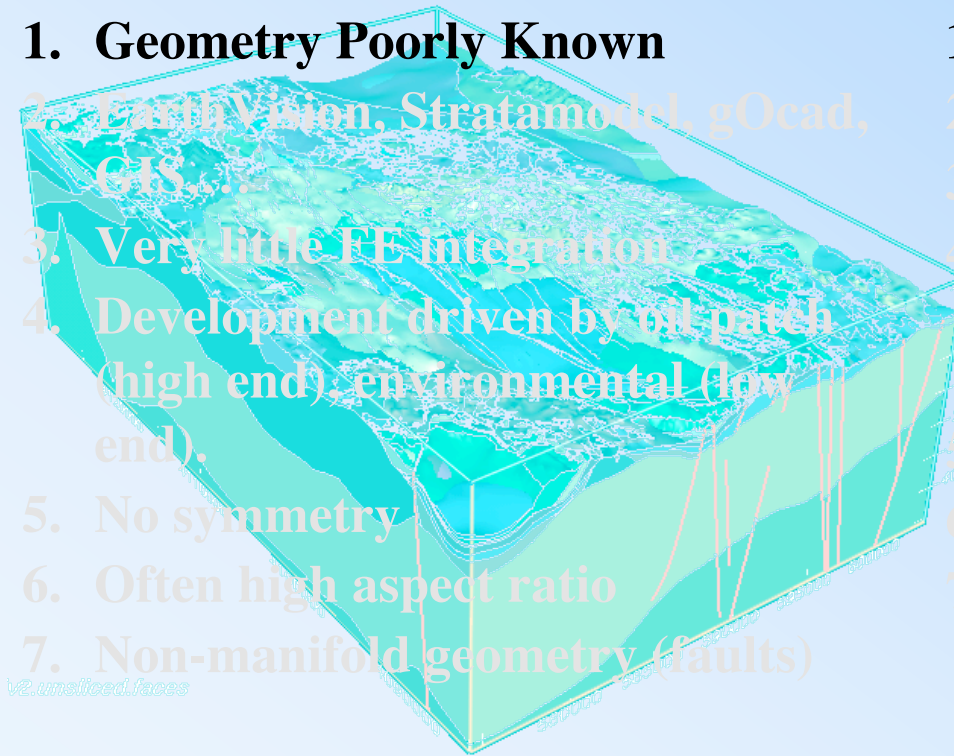 1. Geometry Poorly Known
2. EarthVision, Stratamodel, gOcad,
GIS….
3. Very little FE integration
4. Development driven by oil patch
(high end), environmental (low
end).
5. No symmetry
6. Often high aspect ratio
7. Non-manifold geometry (faults)
V2.unsliced.faces